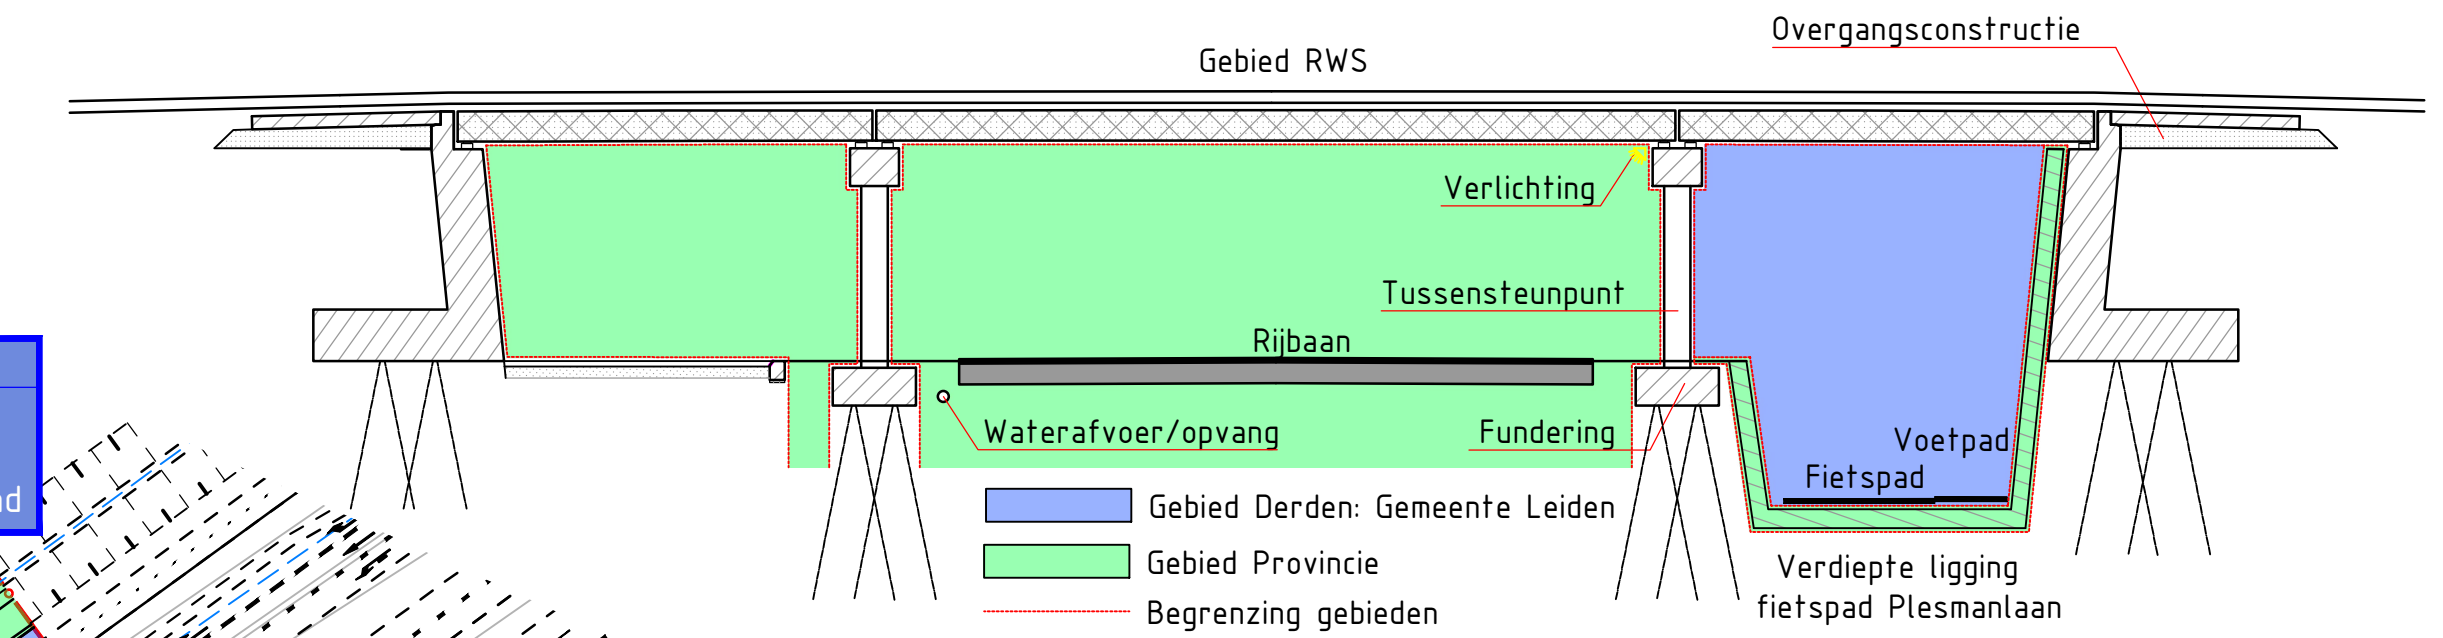 Overgangsconstructie
Gebied RWS
Verlichting
Tussensteunpunt
Rijbaan
Waterafvoer/opvang
Fundering
Voetpad
Fietspad
Gebied Derden: Gemeente Leiden
Gebied Provincie
Begrenzing gebieden
Verdiepte ligging
fietspad Plesmanlaan